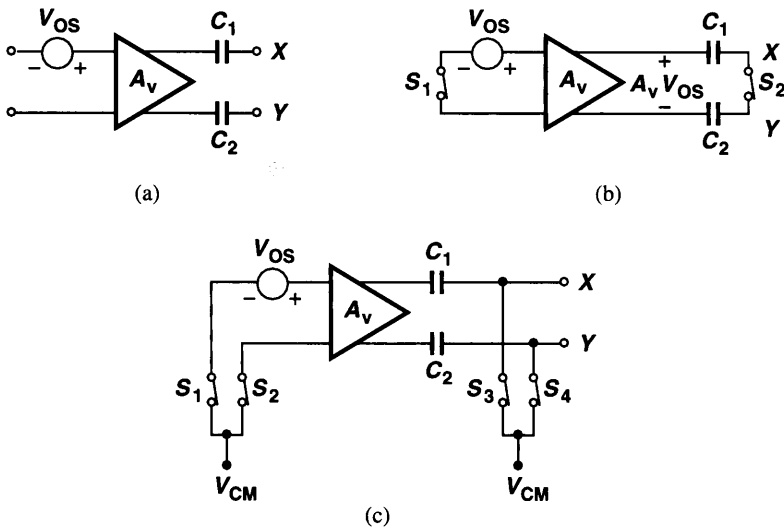 V_OS
− +
A_v
C_1
X
C_2
Y
(a)
V_OS
− +
S_1
A_v
+
A_v V_OS
−
C_1
X
S_2
C_2
Y
(b)
V_OS
− +
A_v
C_1
X
C_2
Y
S_1
S_2
S_3
S_4
V_CM
V_CM
(c)